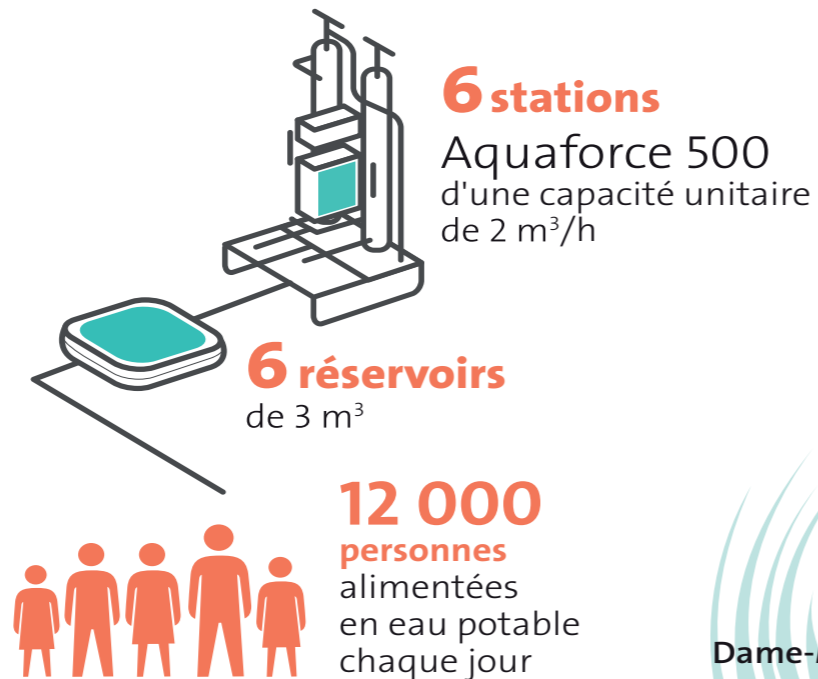 6 stations
Aquaforce 500
d'une capacité unitaire
de 2 m³/h
6 réservoirs
de 3 m³
12 000
personnes
alimentées
en eau potable
chaque jour
Dame-